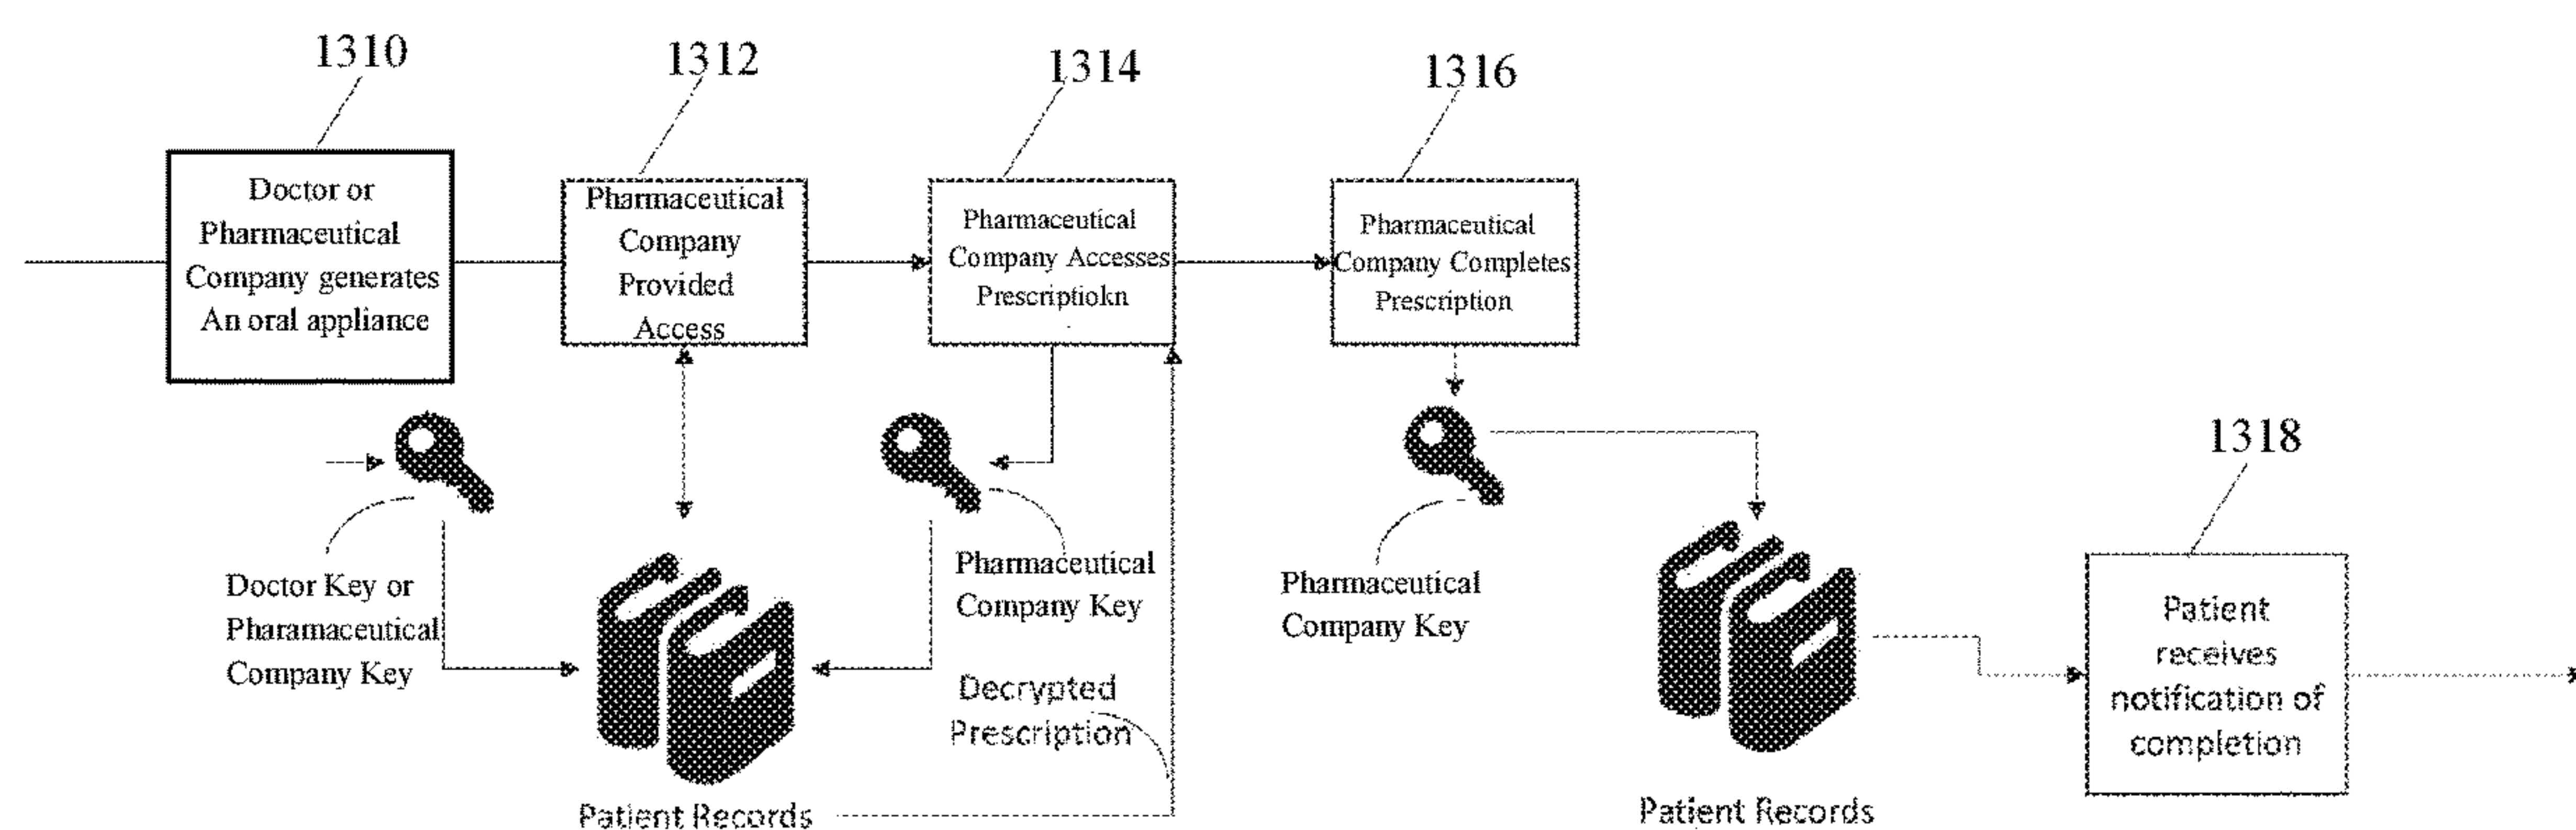 1310
1312
1314
1316
Doctor or
Pharmaceutical
Company generates
An oral appliance
Pharmaceutical
Company
Provided
Access
Pharmaceutical
Company Accesses
Prescriptiokn
Pharmaceutical
Company Completes
Prescription
Doctor Key or
Pharamaceutical
Company Key
Patient Records
Pharmaceutical
Company Key
Decrypted
Prescription
Pharmaceutical
Company Key
Patient Records
1318
Patient
receives
notification of
completion